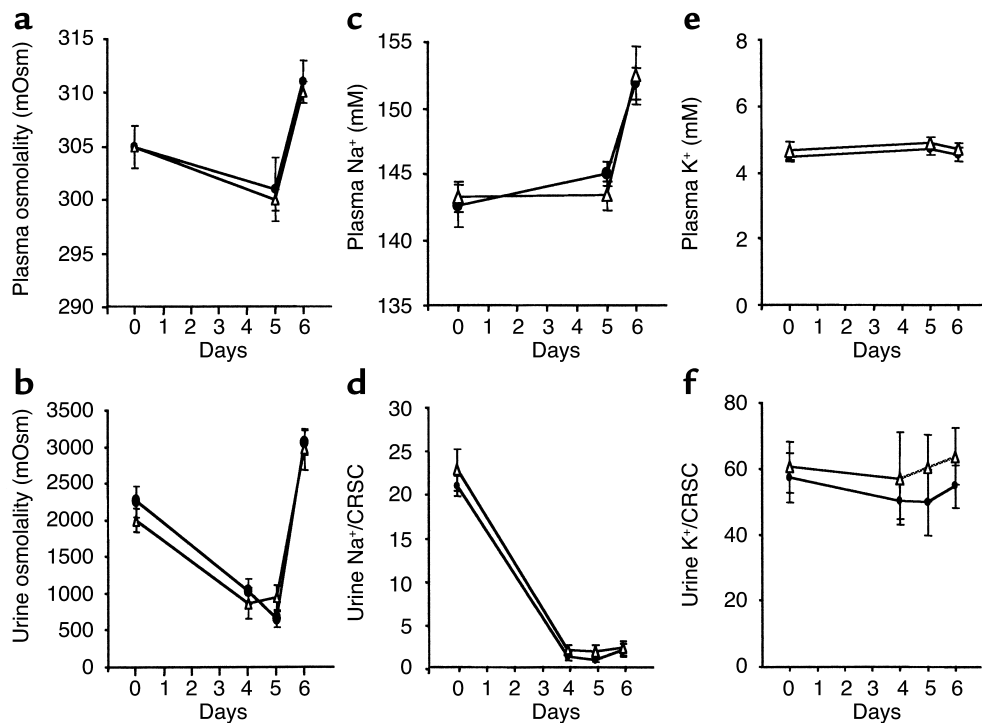 a
Plasma osmolality (mOsm)
315
310
305
300
295
290
0 1 2 3 4 5 6
Days
c
Plasma Na⁺ (mM)
155
150
145
140
135
0 1 2 3 4 5 6
Days
e
Plasma K⁺ (mM)
8
6
4
2
0
0 1 2 3 4 5 6
Days
b
Urine osmolality (mOsm)
3500
3000
2500
2000
1500
1000
500
0
0 1 2 3 4 5 6
Days
d
Urine Na⁺/CRSC
30
25
20
15
10
5
0
0 1 2 3 4 5 6
Days
f
Urine K⁺/CRSC
80
60
40
20
0
0 1 2 3 4 5 6
Days